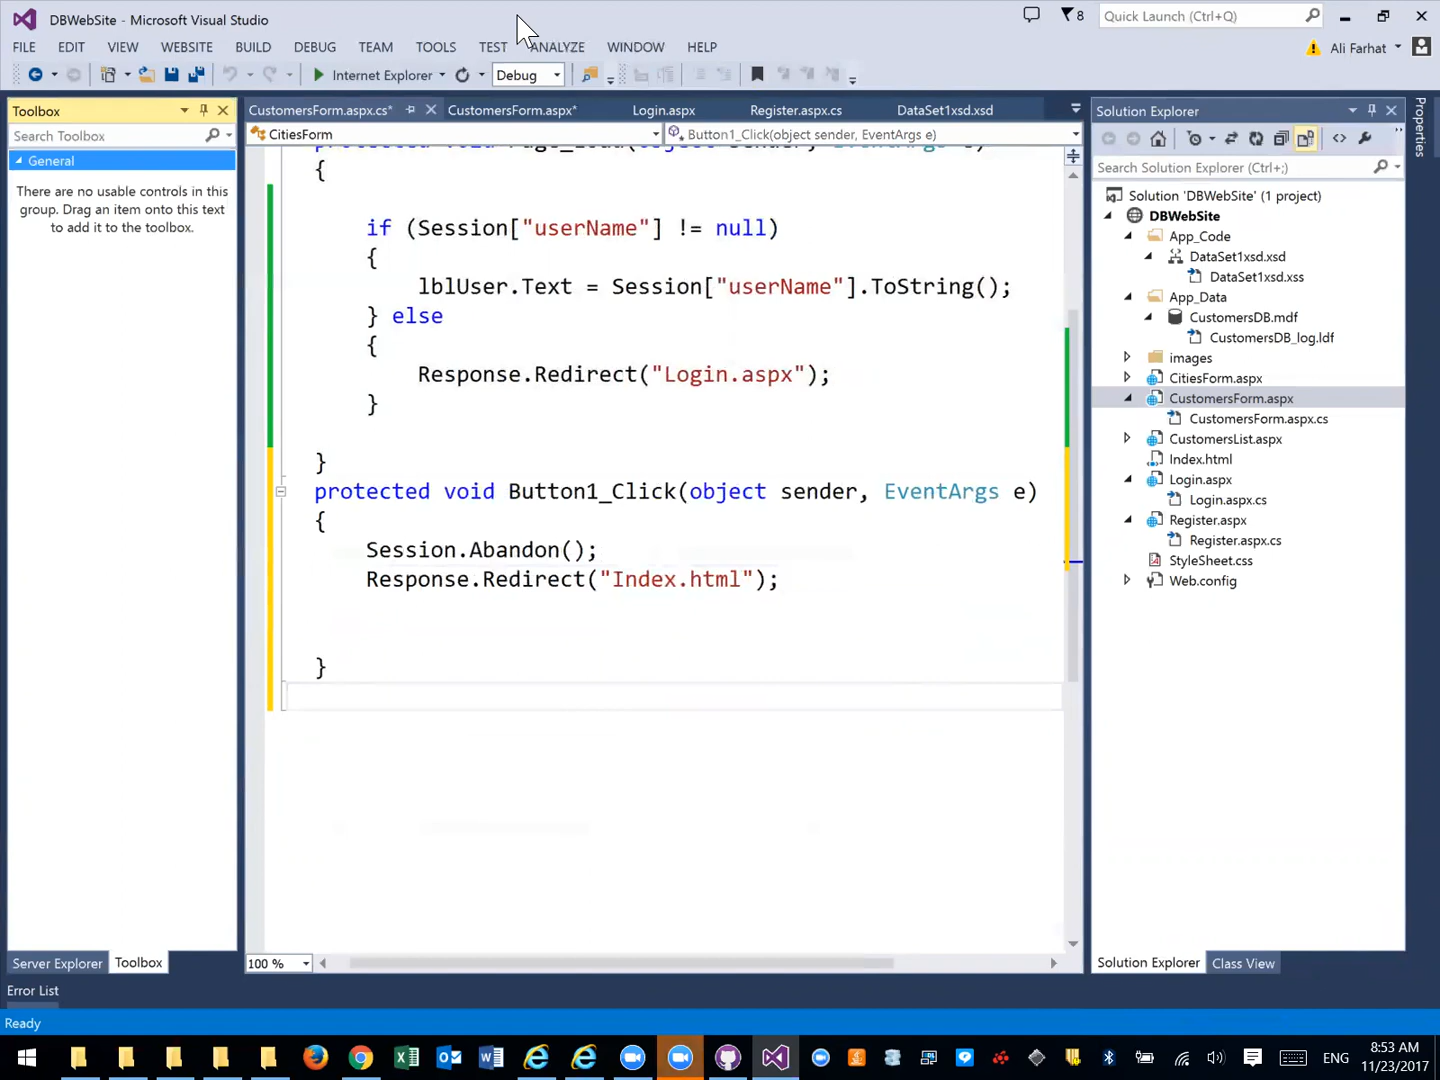 DBWebSite - Microsoft Visual Studio
8
Quick Launch (Ctrl+Q)
FILE EDIT VIEW WEBSITE BUILD DEBUG TEAM TOOLS TEST ANALYZE WINDOW HELP
Ali Farhat
Internet Explorer
Debug
Toolbox
Search Toolbox
General
There are no usable controls in this
group. Drag an item onto this text
to add it to the toolbox.
Server Explorer
Toolbox
CustomersForm.aspx.cs*
CustomersForm.aspx*
Login.aspx
Register.aspx.cs
DataSet1xsd.xsd
CitiesForm
Button1_Click(object sender, EventArgs e)
protected void Page_Load(object sender, EventArgs e)
{
if (Session["userName"] != null)
{
lblUser.Text = Session["userName"].ToString();
} else
{
Response.Redirect("Login.aspx");
}
}
protected void Button1_Click(object sender, EventArgs e)
{
Session.Abandon();
Response.Redirect("Index.html");
}
100 %
Solution Explorer
Search Solution Explorer (Ctrl+;)
Solution 'DBWebSite' (1 project)
DBWebSite
App_Code
DataSet1xsd.xsd
DataSet1xsd.xss
App_Data
CustomersDB.mdf
CustomersDB_log.ldf
images
CitiesForm.aspx
CustomersForm.aspx
CustomersForm.aspx.cs
CustomersList.aspx
Index.html
Login.aspx
Login.aspx.cs
Register.aspx
Register.aspx.cs
StyleSheet.css
Web.config
Solution Explorer
Class View
Properties
Error List
Ready
ENG
8:53 AM
11/23/2017